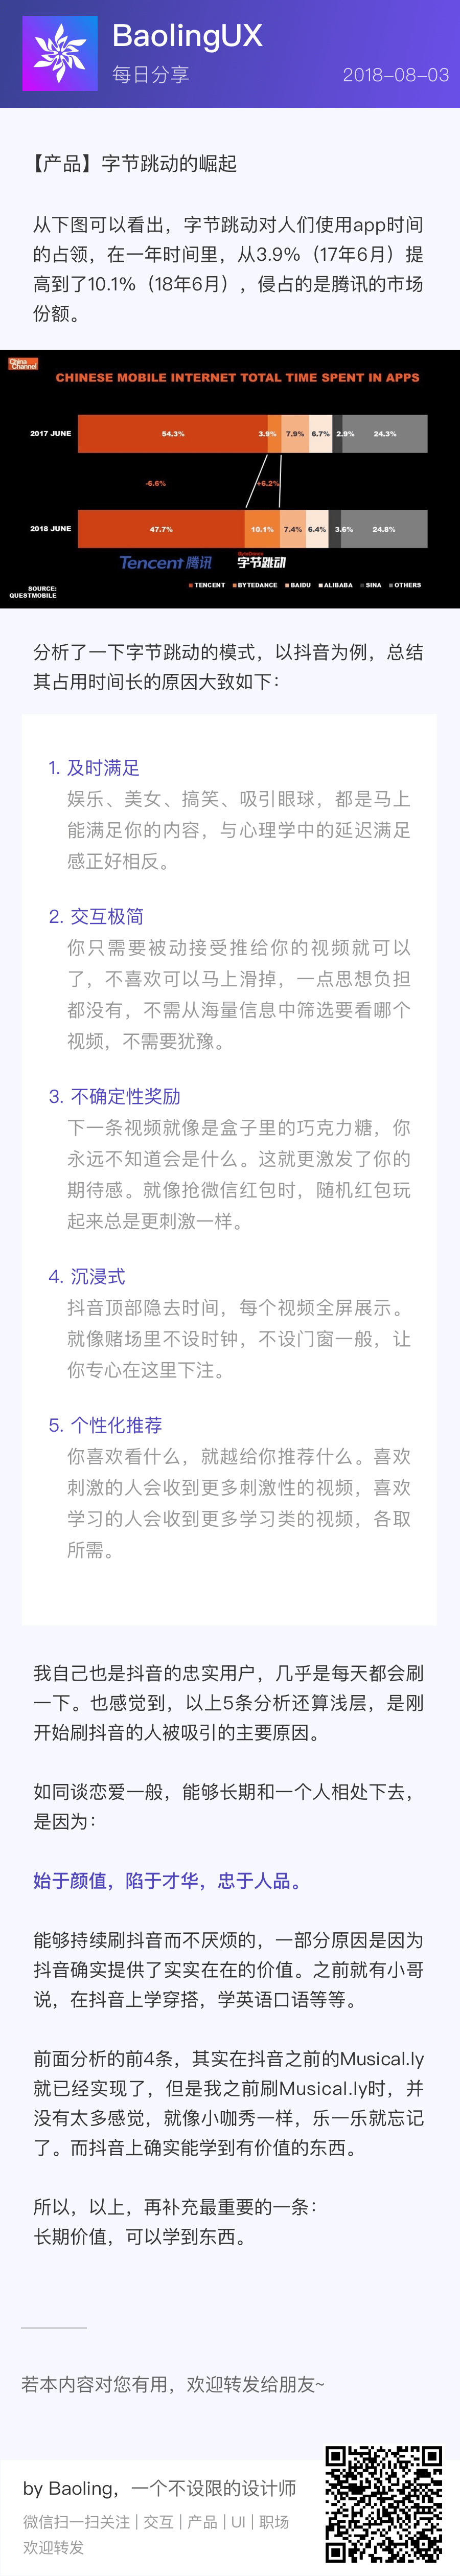 BaolingUX
每日分享
2018-08-03
【产品】字节跳动的崛起
从下图可以看出，字节跳动对人们使用app时间
的占领，在一年时间里，从3.9%（17年6月）提
高到了10.1%（18年6月），侵占的是腾讯的市场
份额。
China
Channel
CHINESE MOBILE INTERNET TOTAL TIME SPENT IN APPS
2017 JUNE 54.3% 3.9% 7.9% 6.7% 2.9% 24.3%
-6.6% +6.2%
2018 JUNE 47.7% 10.1% 7.4% 6.4% 3.6% 24.8%
Tencent 腾讯
ByteDance
字节跳动
SOURCE:
QUESTMOBILE
TENCENT BYTEDANCE BAIDU ALIBABA SINA OTHERS
分析了一下字节跳动的模式，以抖音为例，总结
其占用时间长的原因大致如下：
1. 及时满足
娱乐、美女、搞笑、吸引眼球，都是马上
能满足你的内容，与心理学中的延迟满足
感正好相反。
2. 交互极简
你只需要被动接受推给你的视频就可以
了，不喜欢可以马上滑掉，一点思想负担
都没有，不需从海量信息中筛选要看哪个
视频，不需要犹豫。
3. 不确定性奖励
下一条视频就像是盒子里的巧克力糖，你
永远不知道会是什么。这就更激发了你的
期待感。就像抢微信红包时，随机红包玩
起来总是更刺激一样。
4. 沉浸式
抖音顶部隐去时间，每个视频全屏展示。
就像赌场里不设时钟，不设门窗一般，让
你专心在这里下注。
5. 个性化推荐
你喜欢看什么，就越给你推荐什么。喜欢
刺激的人会收到更多刺激性的视频，喜欢
学习的人会收到更多学习类的视频，各取
所需。
我自己也是抖音的忠实用户，几乎是每天都会刷
一下。也感觉到，以上5条分析还算浅层，是刚
开始刷抖音的人被吸引的主要原因。
如同谈恋爱一般，能够长期和一个人相处下去，
是因为：
始于颜值，陷于才华，忠于人品。
能够持续刷抖音而不厌烦的，一部分原因是因为
抖音确实提供了实实在在的价值。之前就有小哥
说，在抖音上学穿搭，学英语口语等等。
前面分析的前4条，其实在抖音之前的Musical.ly
就已经实现了，但是我之前刷Musical.ly时，并
没有太多感觉，就像小咖秀一样，乐一乐就忘记
了。而抖音上确实能学到有价值的东西。
所以，以上，再补充最重要的一条：
长期价值，可以学到东西。
若本内容对您有用，欢迎转发给朋友~
by Baoling，一个不设限的设计师
微信扫一扫关注 | 交互 | 产品 | UI | 职场
欢迎转发